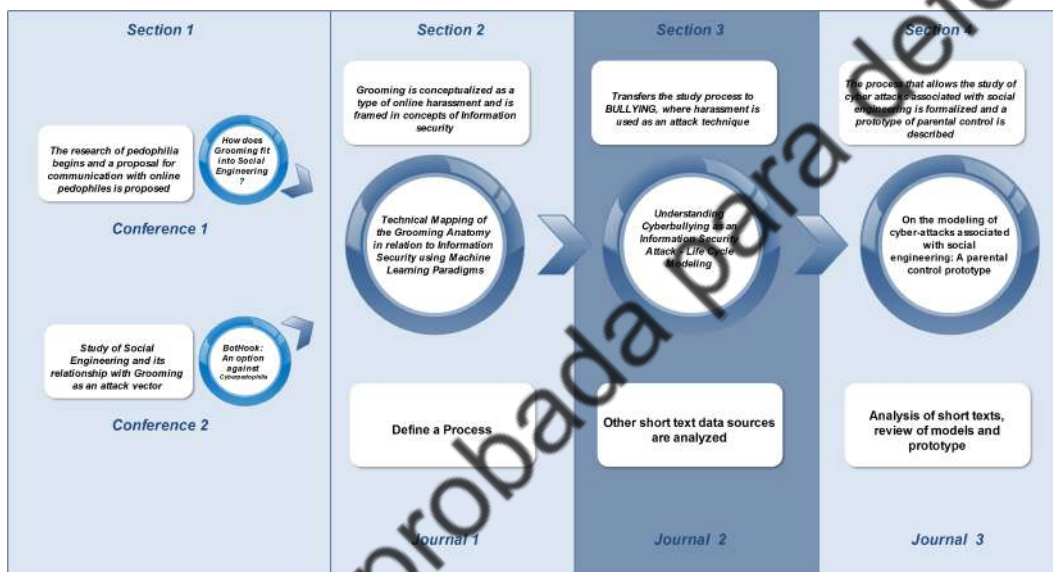 Section 1
The research of pedophilia
begins and a proposal for
communication with online
pedophiles is proposed
How does
Grooming fit
into Social
Engineering
?
Conference 1
Study of Social
Engineering and its
relationship with Grooming
as an attack vector
BotHook:
An option
against
Cyberpedophilia
Conference 2
Section 2
Grooming is conceptualized as a
type of online harassment and is
framed in concepts of Information
security
Technical Mapping of
the Grooming Anatomy
in relation to Information
Security using Machine
Learning Paradigms
Define a Process
Journal 1
Section 3
Transfers the study process to
BULLYING, where harassment is
used as an attack technique
Understanding
Cyberbullying as an
Information Security
Attack - Life Cycle
Modeling
Other short text data sources
are analyzed
Journal 2
Section 4
The process that allows the study of
cyber attacks associated with social
engineering is formalized and a
prototype of parental control is
described
On the modeling of
cyber-attacks associated
with social
engineering: A parental
control prototype
Analysis of short texts,
review of models and
prototype
Journal 3
probada para defe